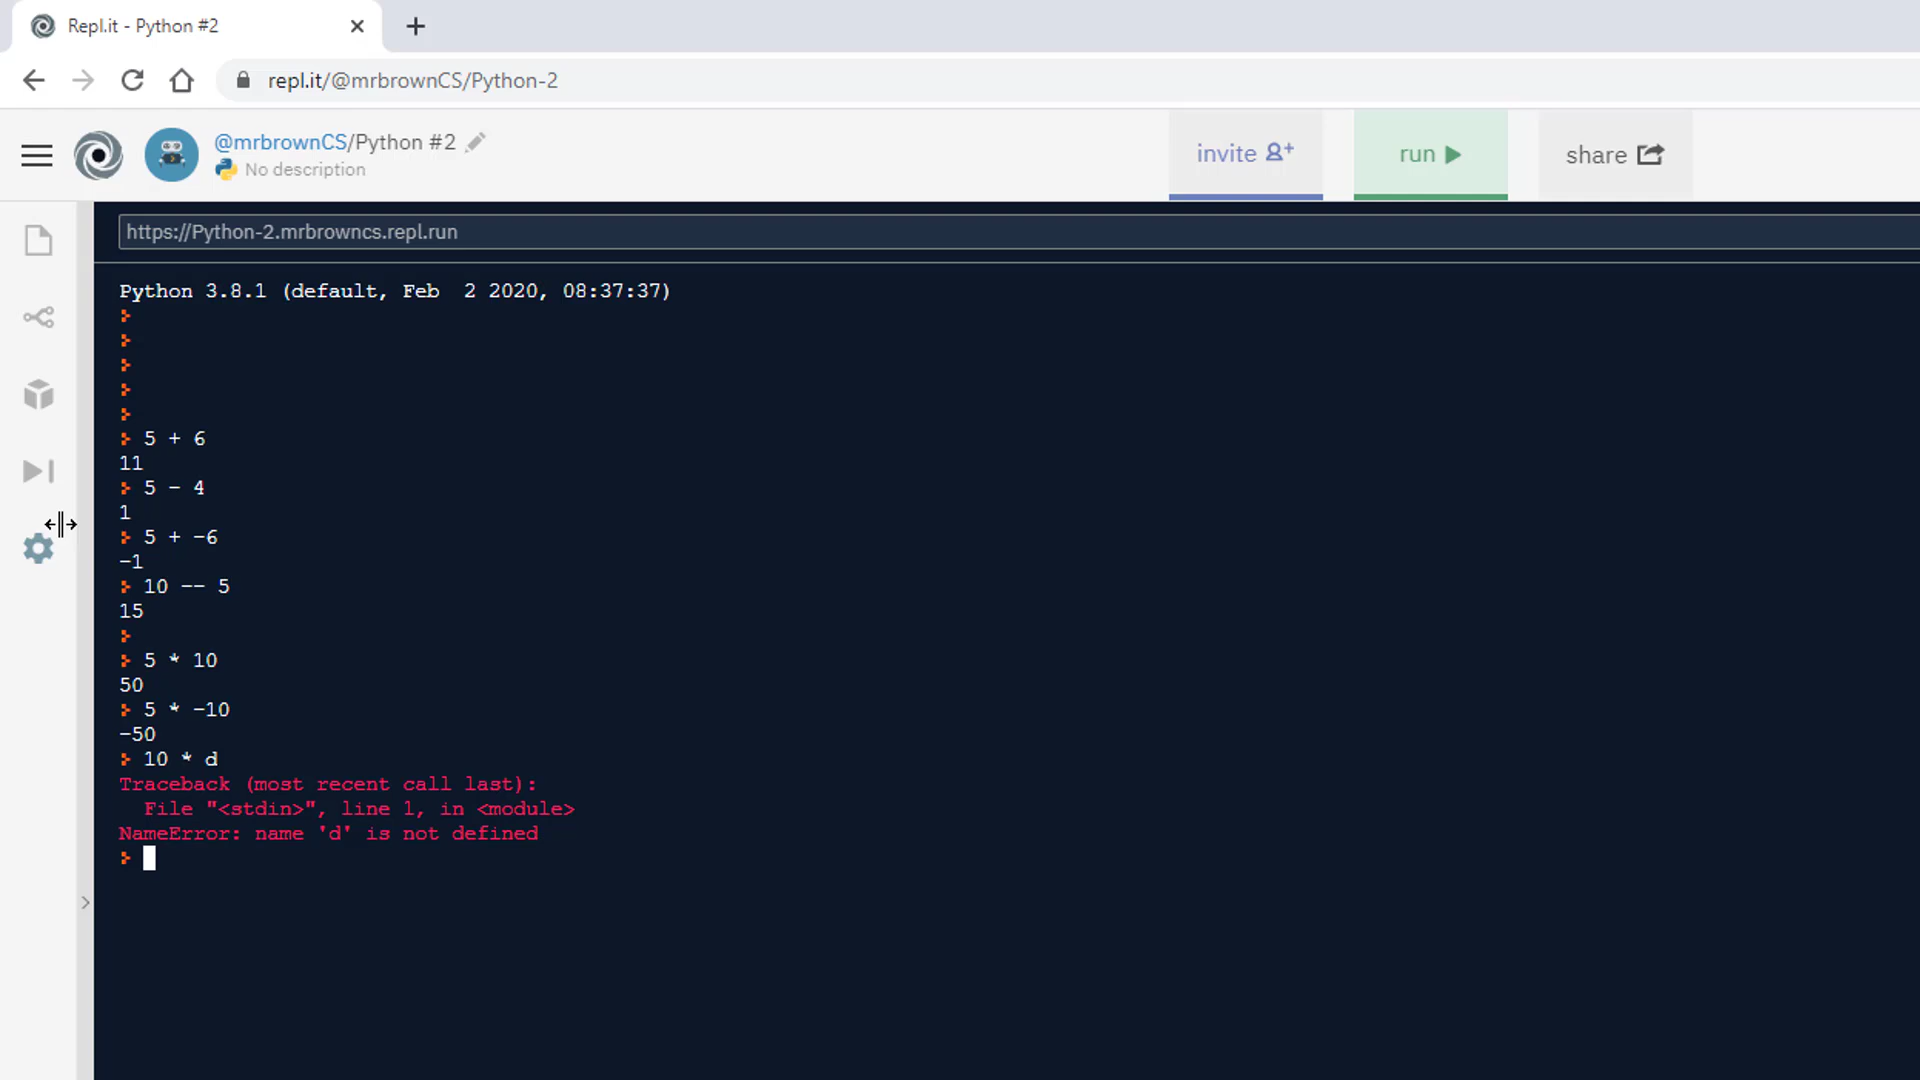 Repl.it - Python #2
repl.it/@mrbrownCS/Python-2
@mrbrownCS/Python #2
No description
invite
run
share
https://Python-2.mrbrowncs.repl.run
Python 3.8.1 (default, Feb  2 2020, 08:37:37)
5 + 6
11
5 - 4
1
5 + -6
-1
10 -- 5
15
5 * 10
50
5 * -10
-50
10 * d
Traceback (most recent call last):
  File "<stdin>", line 1, in <module>
NameError: name 'd' is not defined